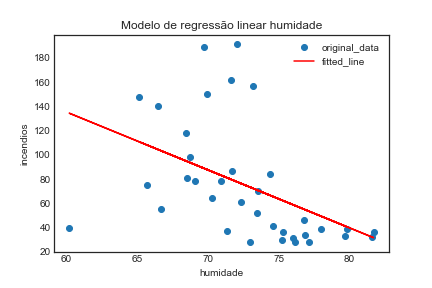 Modelo de regressão linear humidade
original_data
fitted_line
incendios
180
160
140
120
100
80
60
40
20
60 65 70 75 80
humidade